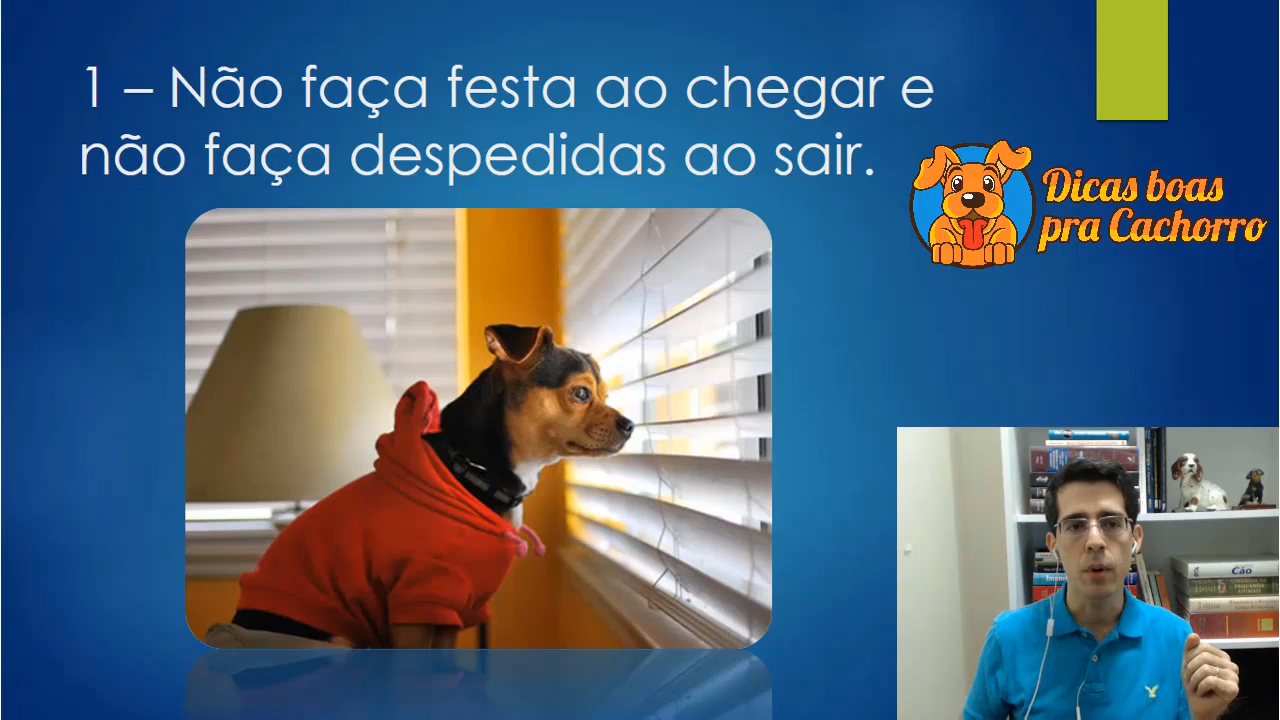 1 – Não faça festa ao chegar e
não faça despedidas ao sair.
Dicas boas
pra Cachorro
Cão